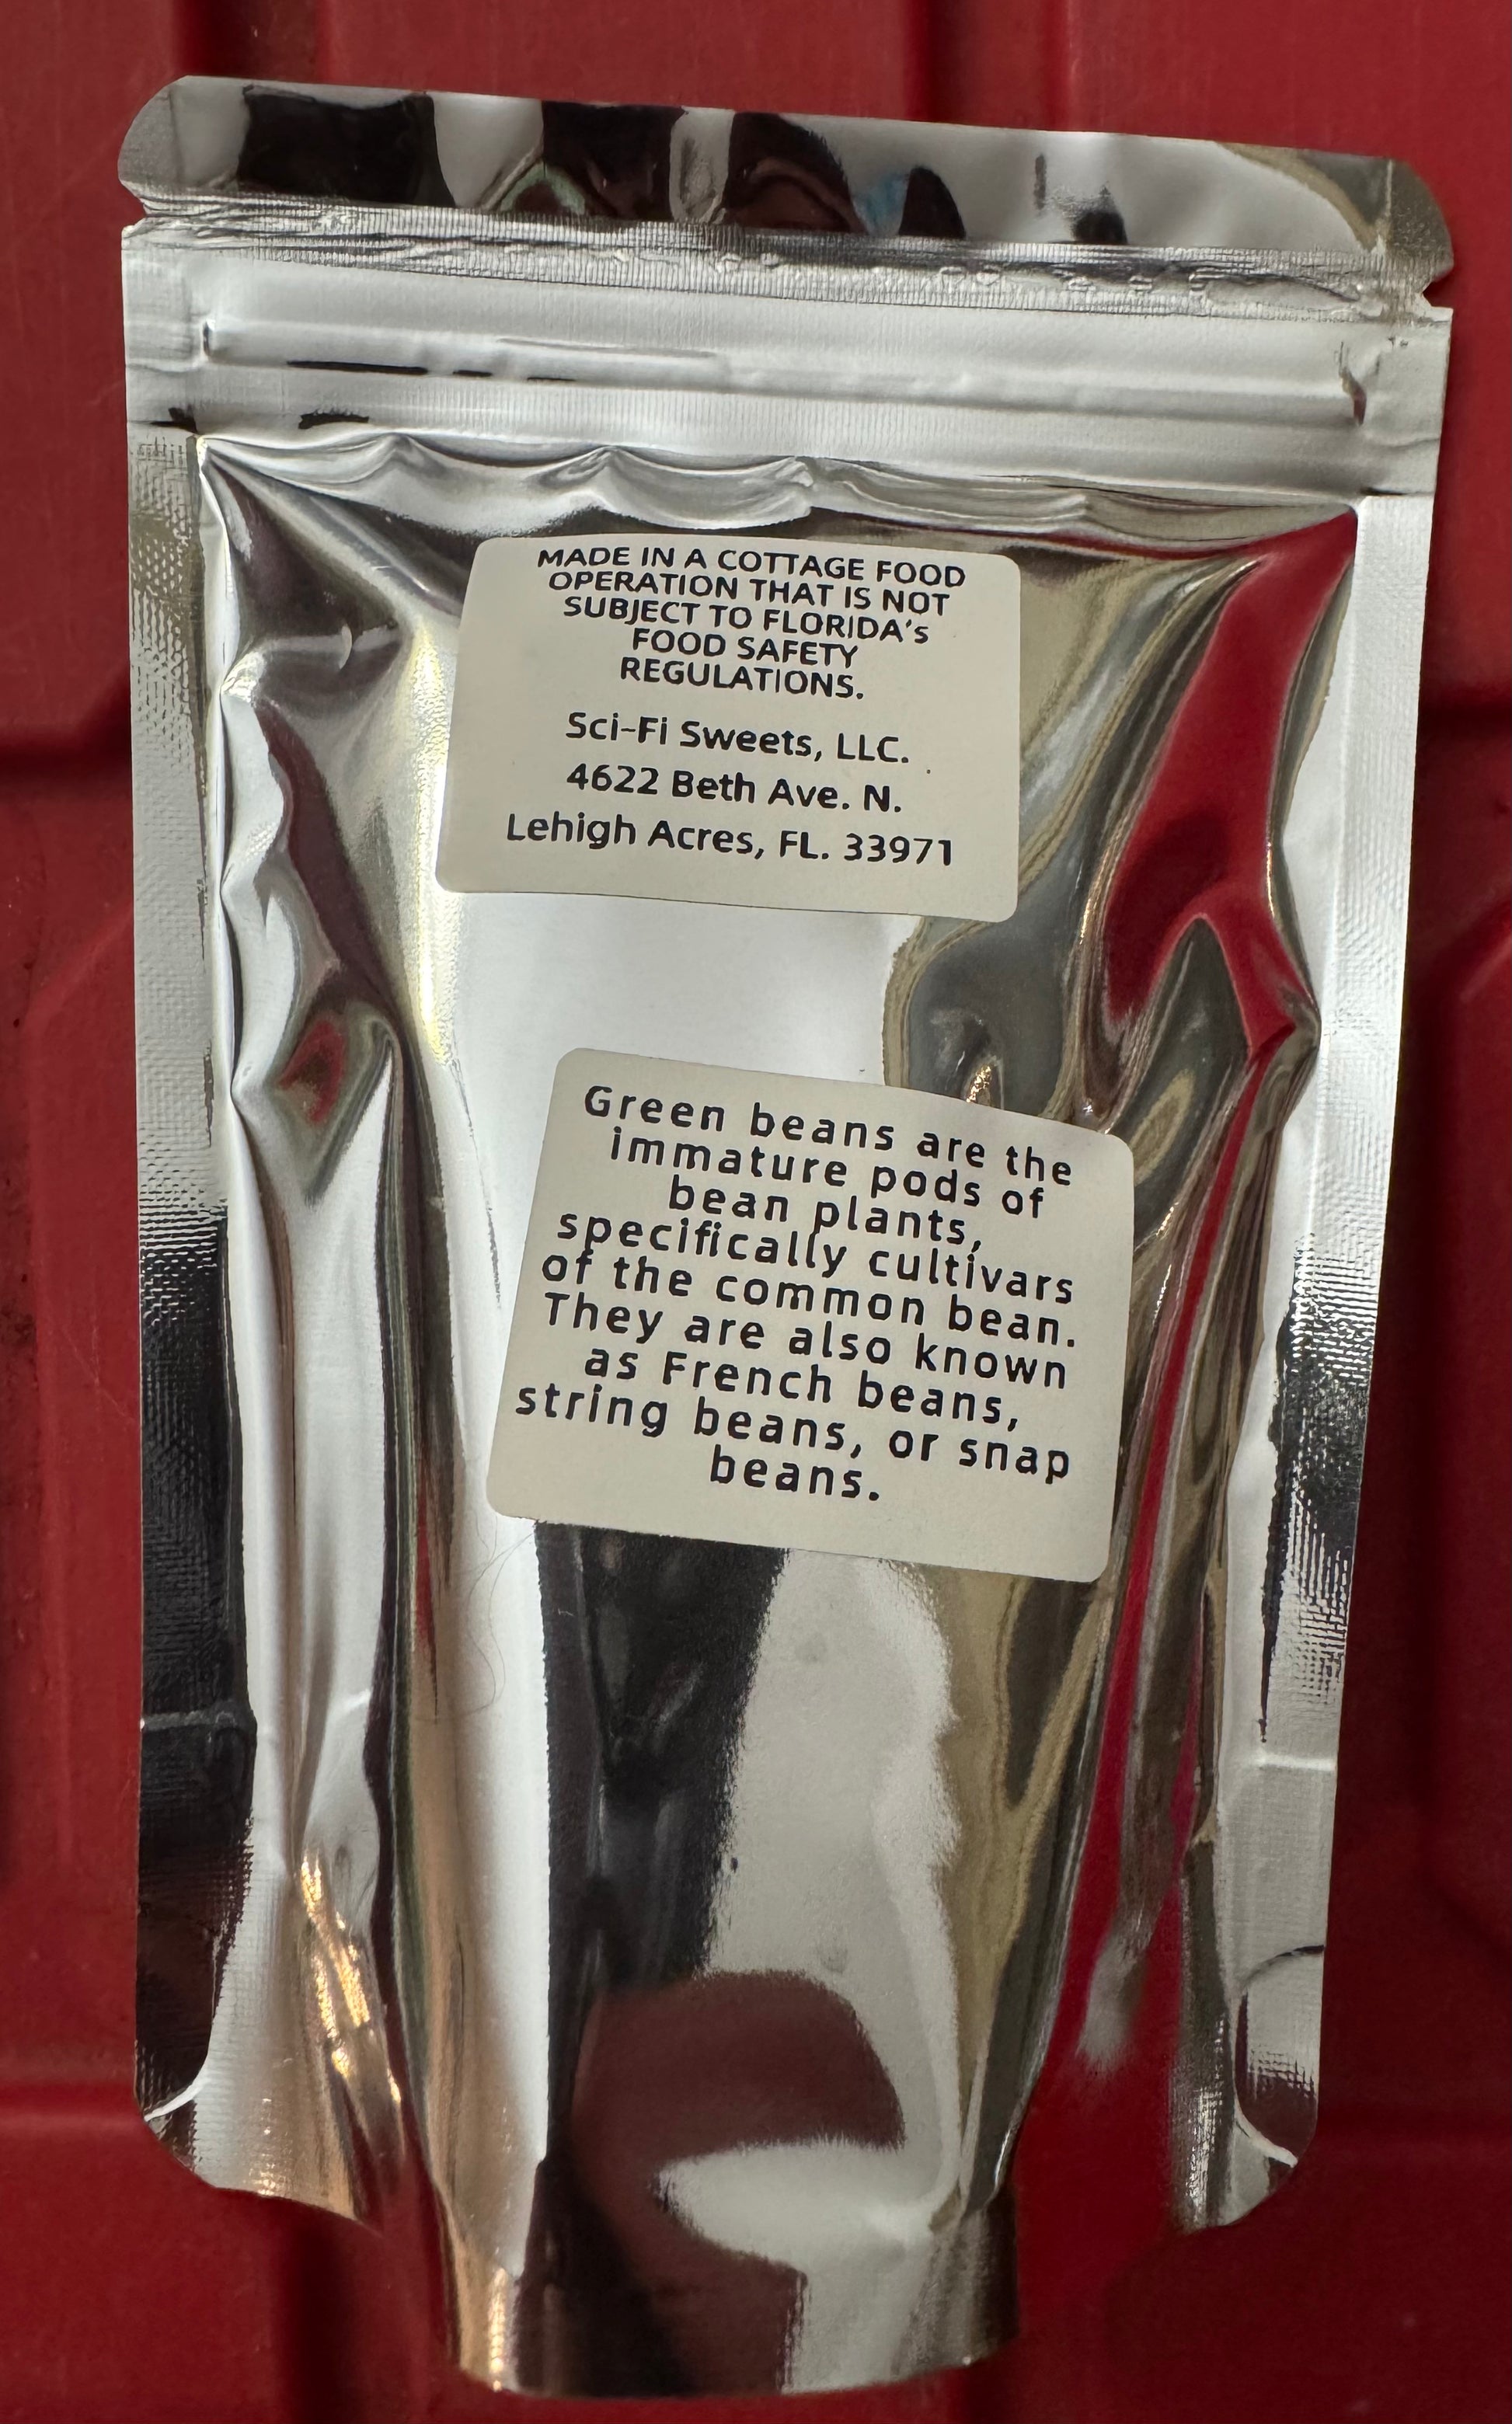 MADE IN A COTTAGE FOOD
OPERATION THAT IS NOT
SUBJECT TO FLORIDA's
FOOD SAFETY
REGULATIONS.
Sci-Fi Sweets, LLC.
4622 Beth Ave. N.
Lehigh Acres, FL. 33971
Green beans are the
immature pods of
bean plants,
specifically cultivars
of the common bean.
They are also known
as French beans,
string beans, or snap
beans.